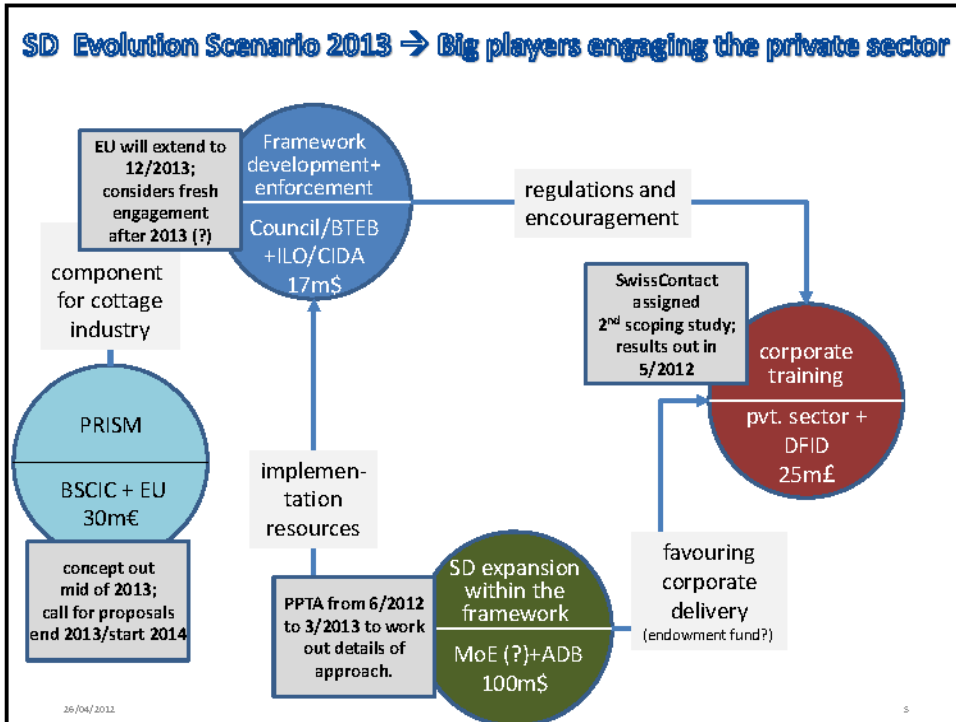 SD Evolution Scenario 2013 → Big players engaging the private sector
EU will extend to
12/2013;
considers fresh
engagement
after 2013 (?)
Framework
development+
enforcement
Council/BTEB
+ILO/CIDA
17m$
regulations and
encouragement
component
for cottage
industry
SwissContact
assigned
2nd scoping study;
results out in
5/2012
corporate
training
pvt. sector +
DFID
25m£
PRISM
BSCIC + EU
30m€
implemen-
tation
resources
concept out
mid of 2013;
call for proposals
end 2013/start 2014
PPTA from 6/2012
to 3/2013 to work
out details of
approach.
SD expansion
within the
framework
MoE (?)+ADB
100m$
favouring
corporate
delivery
(endowment fund?)
26/04/2012
5